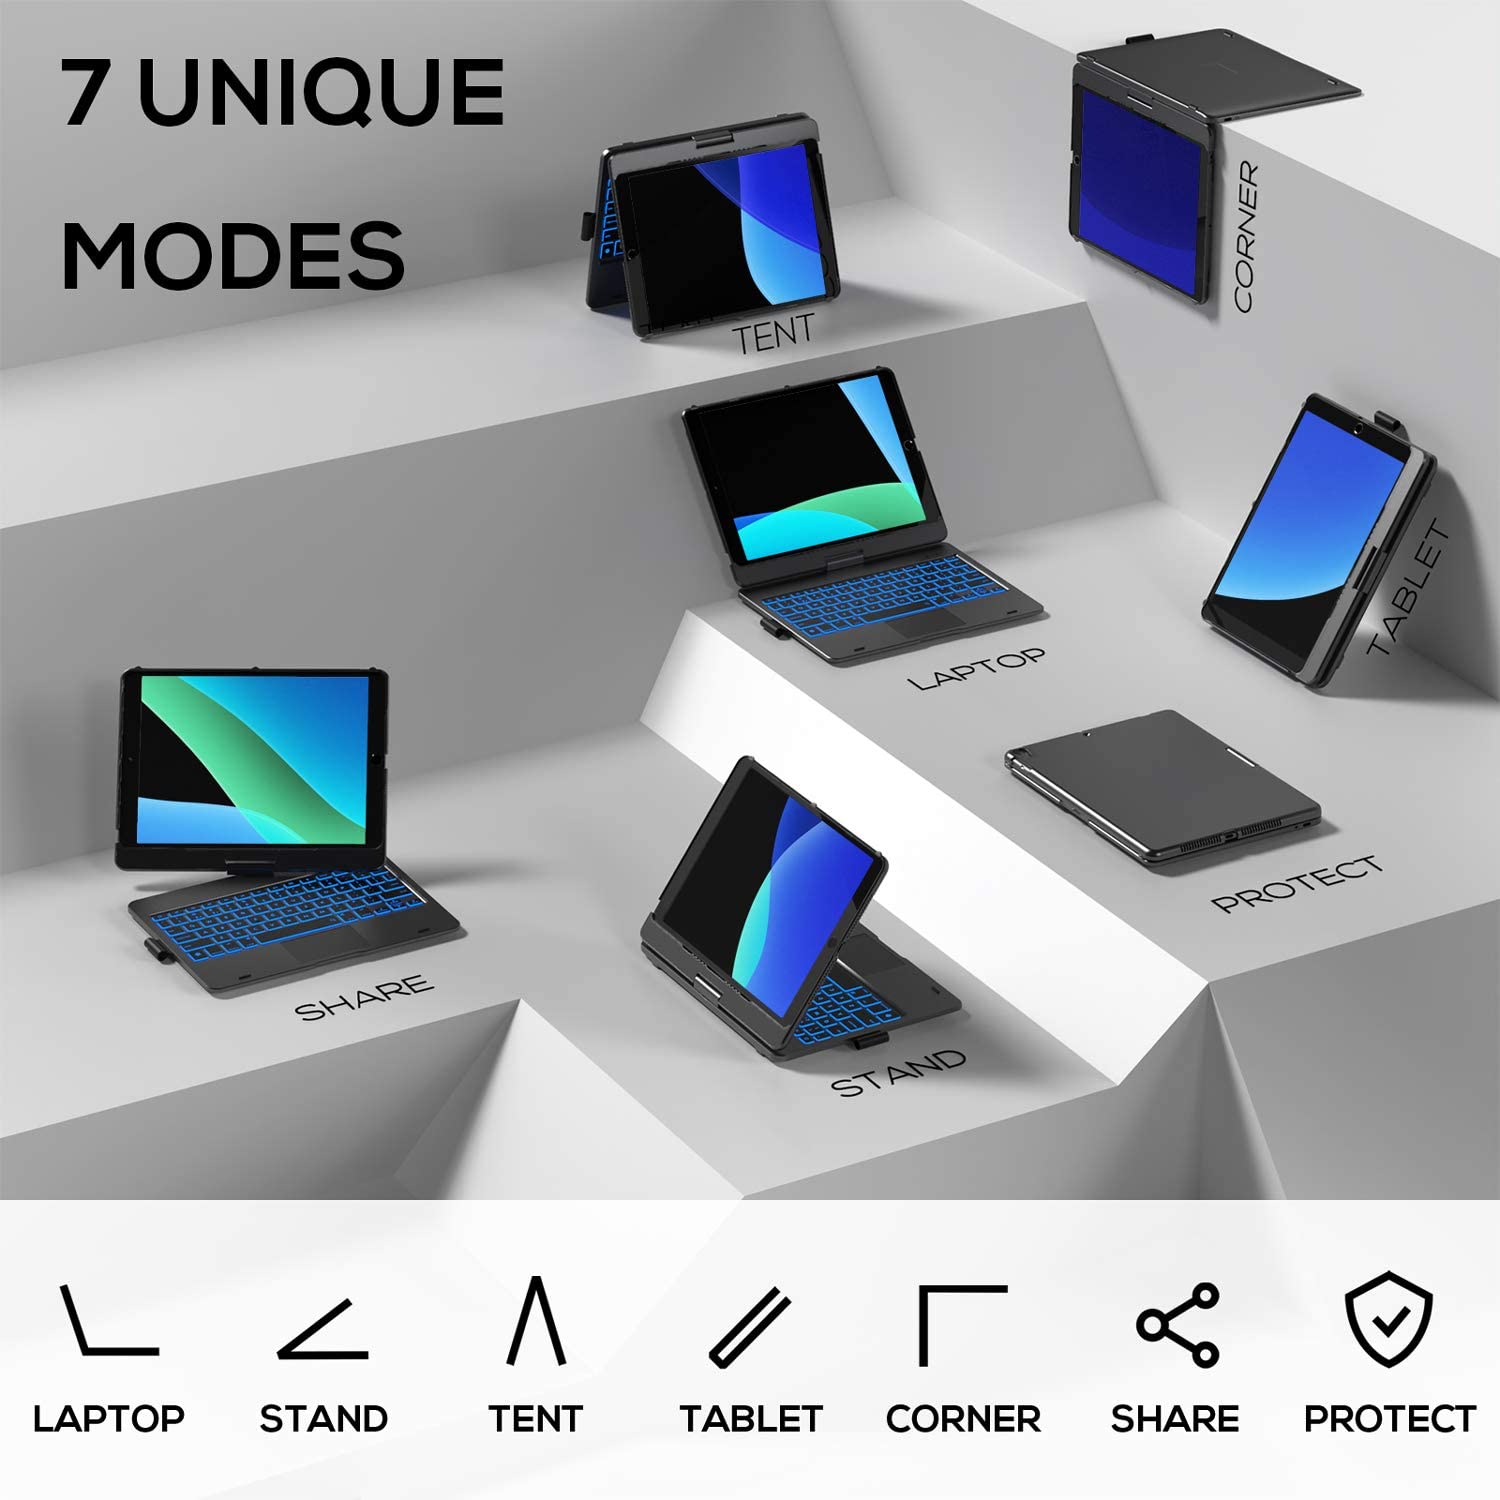 7 UNIQUE
MODES
TENT
CORNER
LAPTOP
TABLET
PROTECT
SHARE
STAND
LAPTOP
STAND
TENT
TABLET
CORNER
SHARE
PROTECT